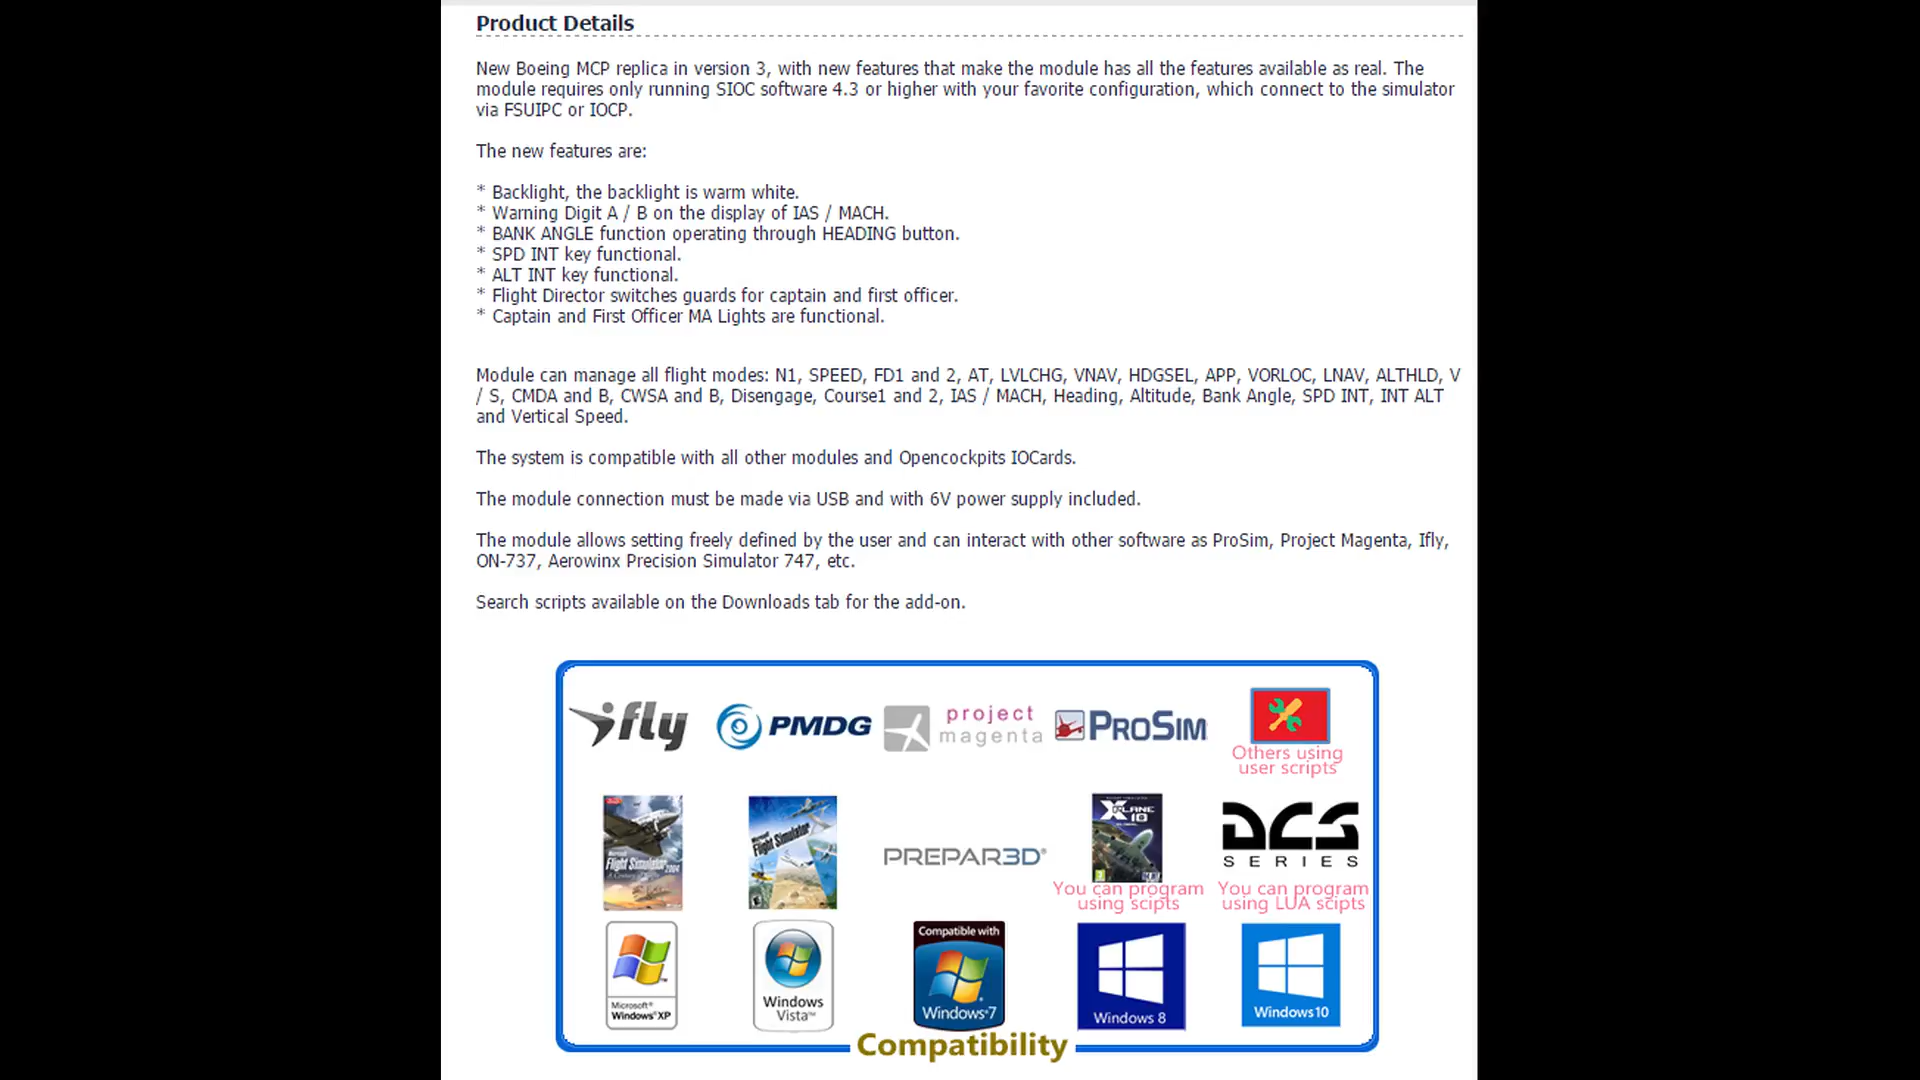 Product Details
New Boeing MCP replica in version 3, with new features that make the module has all the features available as real. The
module requires only running SIOC software 4.3 or higher with your favorite configuration, which connect to the simulator
via FSUIPC or IOCP.
The new features are:
* Backlight, the backlight is warm white.
* Warning Digit A / B on the display of IAS / MACH.
* BANK ANGLE function operating through HEADING button.
* SPD INT key functional.
* ALT INT key functional.
* Flight Director switches guards for captain and first officer.
* Captain and First Officer MA Lights are functional.
Module can manage all flight modes: N1, SPEED, FD1 and 2, AT, LVLCHG, VNAV, HDGSEL, APP, VORLOC, LNAV, ALTHLD, V
/ S, CMDA and B, CWSA and B, Disengage, Course1 and 2, IAS / MACH, Heading, Altitude, Bank Angle, SPD INT, INT ALT
and Vertical Speed.
The system is compatible with all other modules and Opencockpits IOCards.
The module connection must be made via USB and with 6V power supply included.
The module allows setting freely defined by the user and can interact with other software as ProSim, Project Magenta, Ifly,
ON-737, Aerowinx Precision Simulator 747, etc.
Search scripts available on the Downloads tab for the add-on.
ifly
PMDG
project
magenta
PROSIM
Others using
user scripts
Flight Simulator 2004
Flight Simulator
PREPAR3D®
X-PLANE
10
You can program
using scipts
DCS
SERIES
You can program
using LUA scipts
Microsoft®
Windows®XP
Windows
Vista™
Compatible with
Windows®7
Windows 8
Windows 10
Compatibility